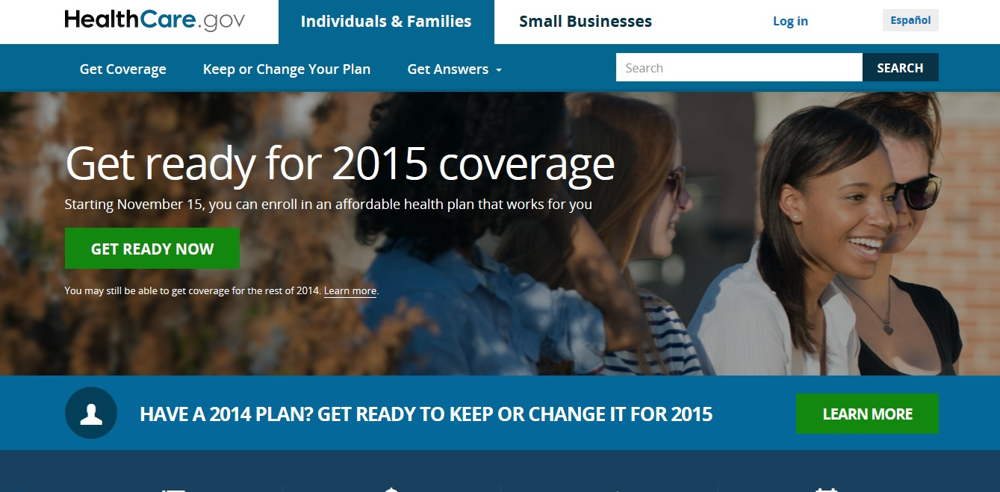 HealthCare.gov
Individuals & Families
Small Businesses
Log in
Español
Get Coverage
Keep or Change Your Plan
Get Answers
Search
SEARCH
Get ready for 2015 coverage
Starting November 15, you can enroll in an affordable health plan that works for you
GET READY NOW
You may still be able to get coverage for the rest of 2014. Learn more.
HAVE A 2014 PLAN? GET READY TO KEEP OR CHANGE IT FOR 2015
LEARN MORE